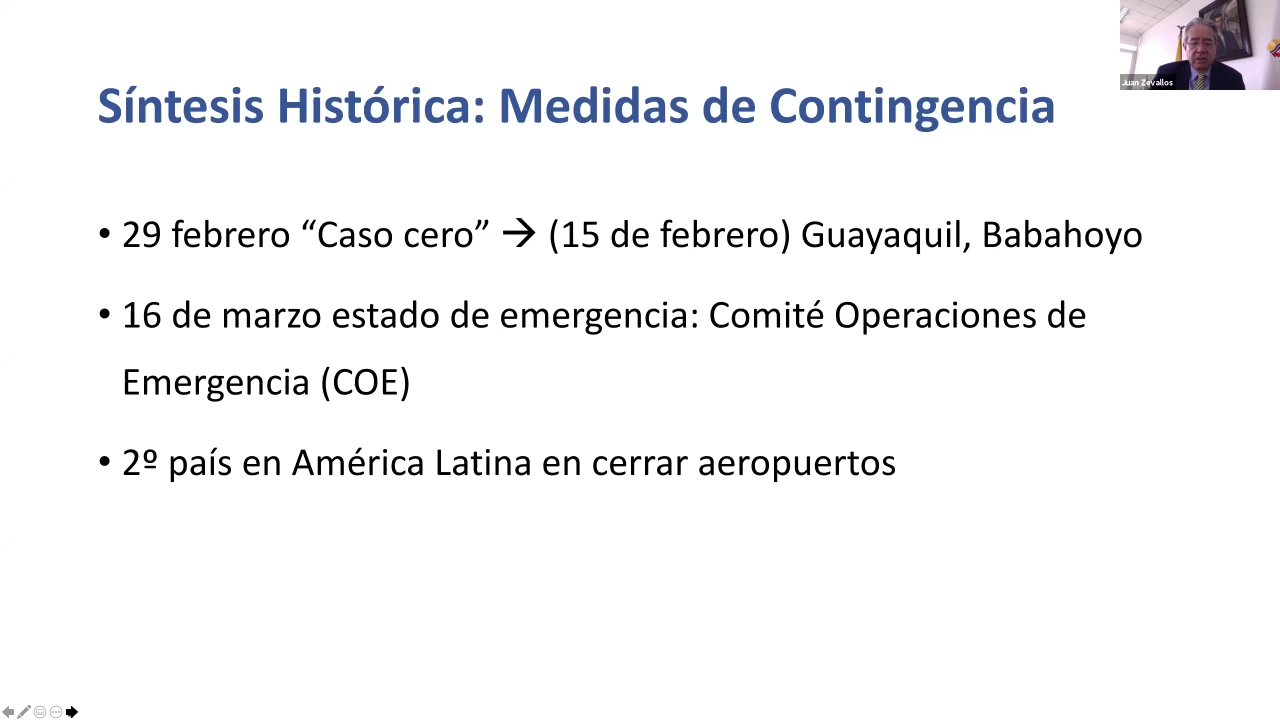 Juan Zevallos
Síntesis Histórica: Medidas de Contingencia
• 29 febrero “Caso cero” → (15 de febrero) Guayaquil, Babahoyo
• 16 de marzo estado de emergencia: Comité Operaciones de
Emergencia (COE)
• 2º país en América Latina en cerrar aeropuertos